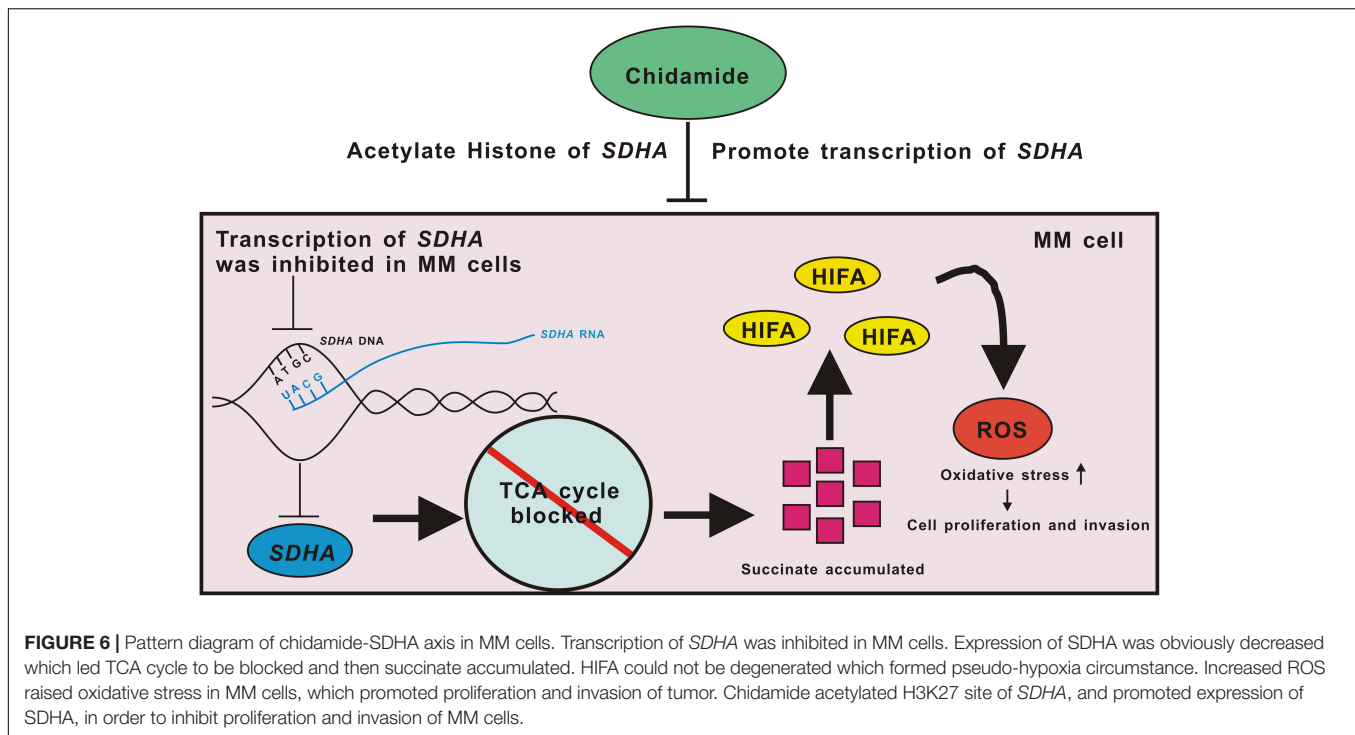 Chidamide
Acetylate Histone of SDHA
Promote transcription of SDHA
Transcription of SDHA
was inhibited in MM cells
MM cell
SDHA DNA
SDHA RNA
A T G C
U A C G
SDHA
TCA cycle
blocked
Succinate accumulated
HIFA
HIFA
HIFA
ROS
Oxidative stress ↑
↓
Cell proliferation and invasion
FIGURE 6 | Pattern diagram of chidamide-SDHA axis in MM cells. Transcription of SDHA was inhibited in MM cells. Expression of SDHA was obviously decreased
which led TCA cycle to be blocked and then succinate accumulated. HIFA could not be degenerated which formed pseudo-hypoxia circumstance. Increased ROS
raised oxidative stress in MM cells, which promoted proliferation and invasion of tumor. Chidamide acetylated H3K27 site of SDHA, and promoted expression of
SDHA, in order to inhibit proliferation and invasion of MM cells.